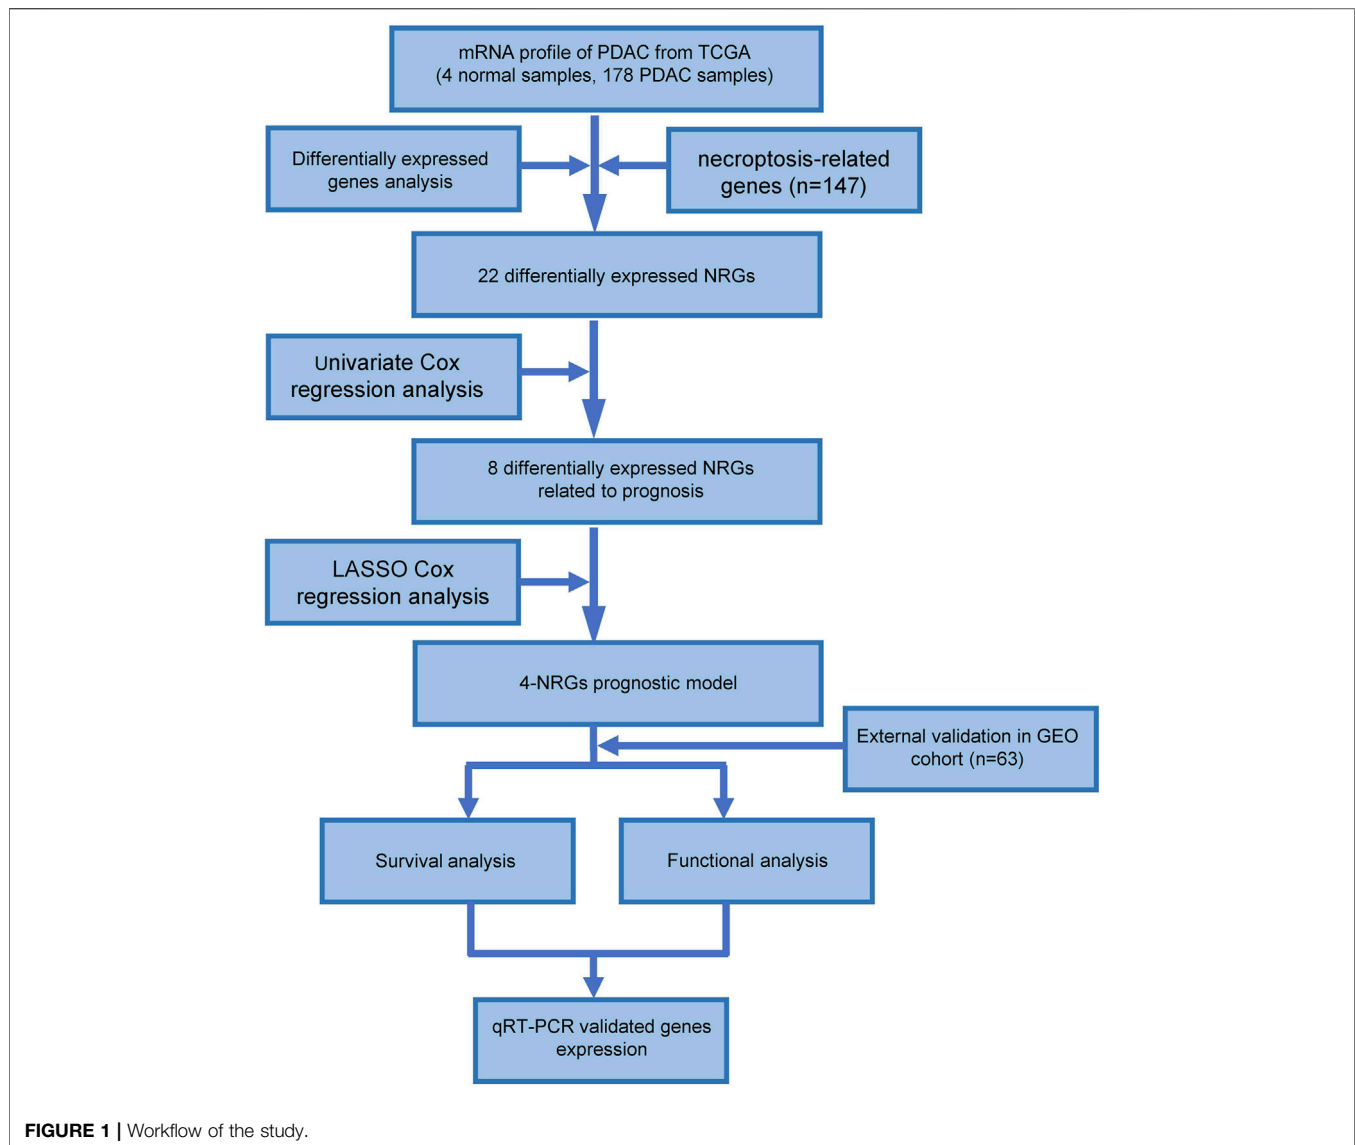 mRNA profile of PDAC from TCGA
(4 normal samples, 178 PDAC samples)
Differentially expressed
genes analysis
necroptosis-related
genes (n=147)
22 differentially expressed NRGs
Univariate Cox
regression analysis
8 differentially expressed NRGs
related to prognosis
LASSO Cox
regression analysis
4-NRGs prognostic model
External validation in GEO
cohort (n=63)
Survival analysis
Functional analysis
qRT-PCR validated genes
expression
FIGURE 1 | Workflow of the study.